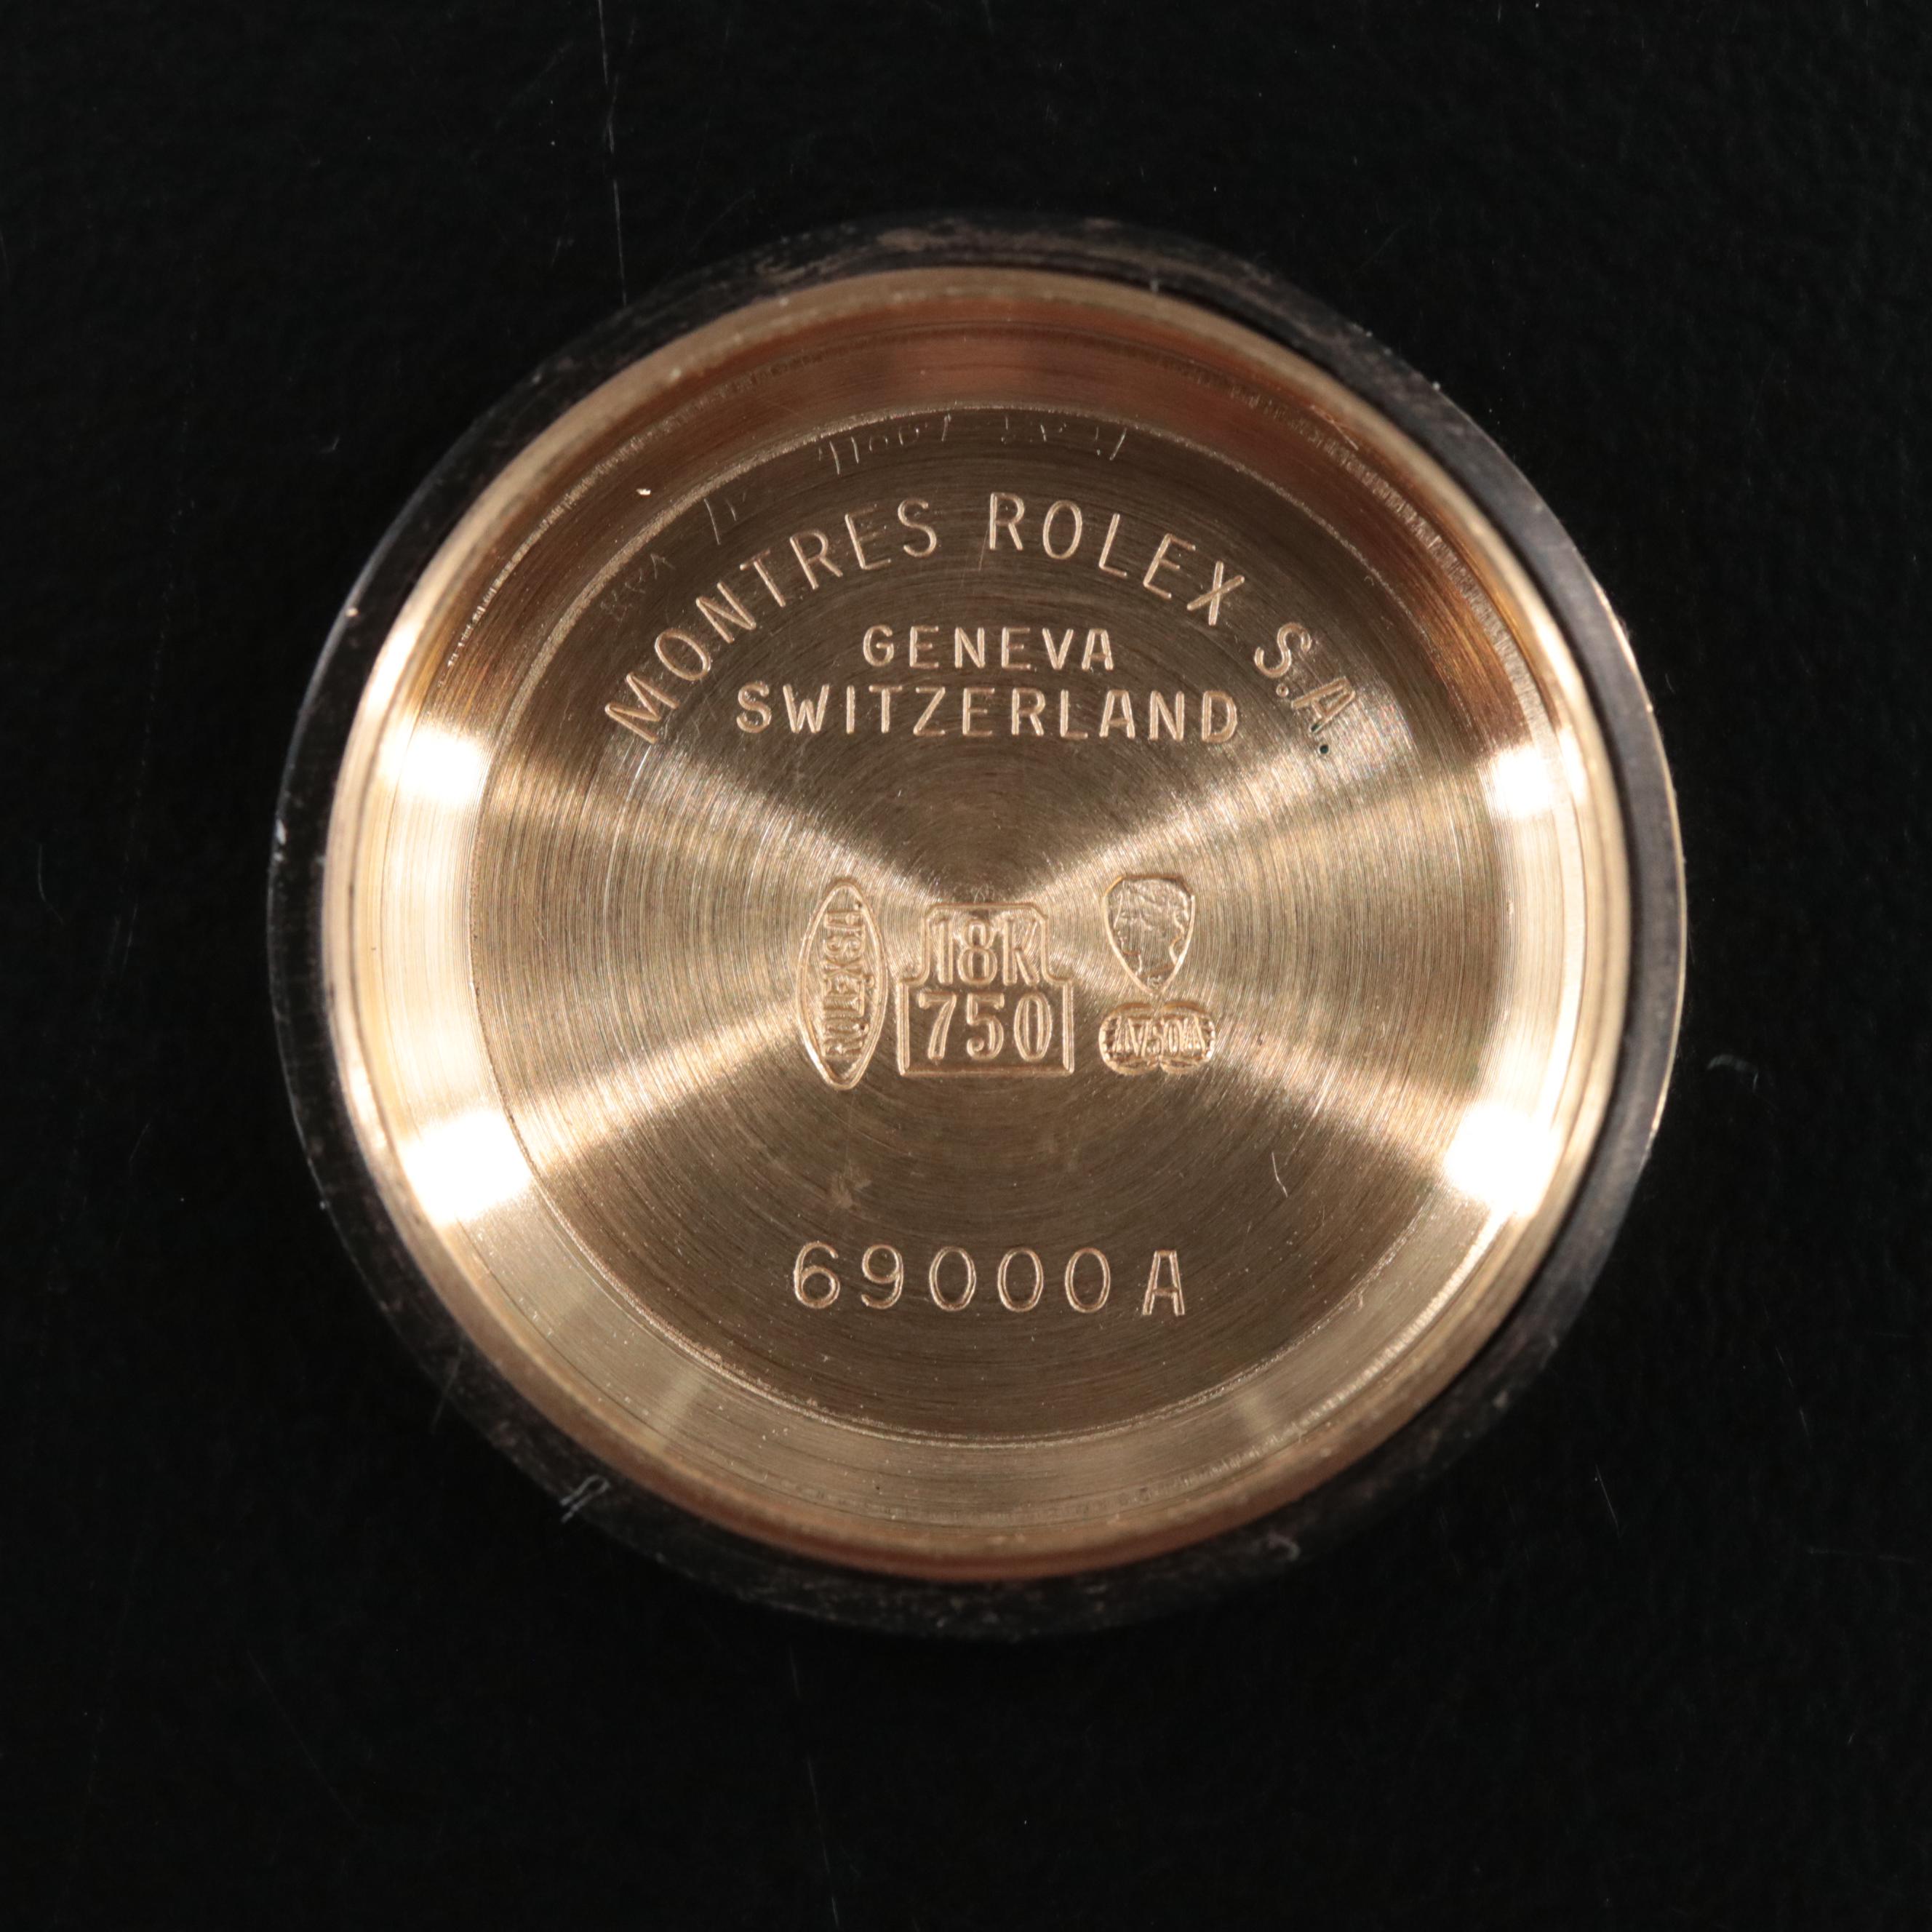 MONTRES ROLEX S.A.
GENEVA
SWITZERLAND
18K
750
69000A